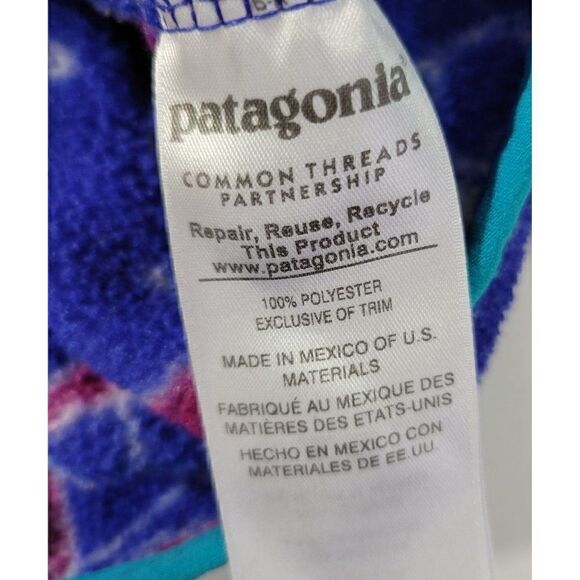 patagonia®
COMMON THREADS
PARTNERSHIP
Repair, Reuse, Recycle
This Product
www.patagonia.com
100% POLYESTER
EXCLUSIVE OF TRIM
MADE IN MEXICO OF U.S.
MATERIALS
FABRIQUÉ AU MEXIQUE DES
MATIÈRES DES ETATS-UNIS
HECHO EN MEXICO CON
MATERIALES DE EE.UU.